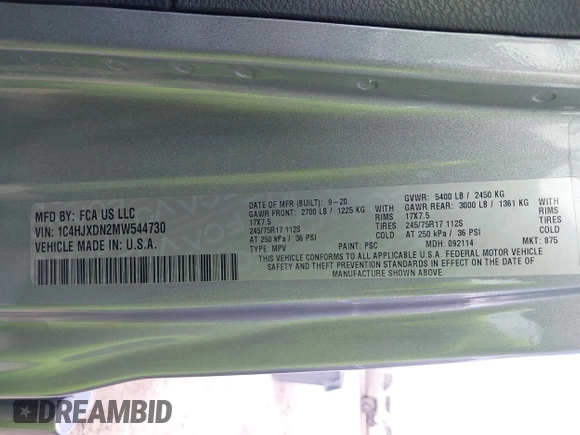 MFD BY: FCA US LLC
VIN: 1C4HJXDN2MW544730
VEHICLE MADE IN: U.S.A.
DATE OF MFR (BUILT): 9-20
GAWR FRONT: 2700 LB / 1225 KG
WITH
17X7.5
RIMS
245/75R17 112S
TIRES
AT 250 kPa / 36 PSI
COLD
TYPE: MPV
PAINT: PSC
GVWR: 5400 LB / 2450 KG
GAWR REAR: 3000 LB / 1361 KG
WITH
17X7.5
RIMS
245/75R17 112S
TIRES
AT 250 kPa / 36 PSI
COLD
MDH: 092114
MKT: 875
THIS VEHICLE CONFORMS TO ALL APPLICABLE U.S.A. FEDERAL MOTOR VEHICLE
SAFETY AND THEFT PREVENTION STANDARDS IN EFFECT ON THE DATE OF
MANUFACTURE SHOWN ABOVE.
DREAMBID